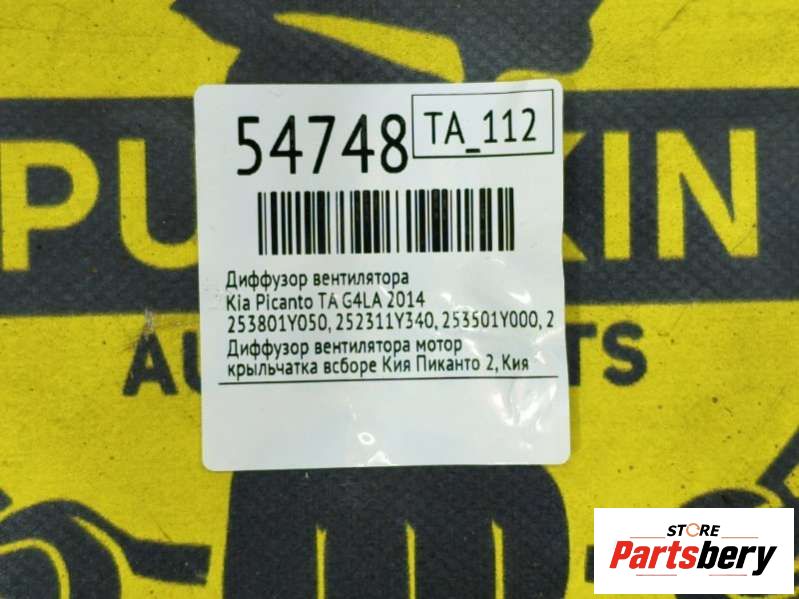 54748
TA_112
PU KIN
Диффузор вентилятора
Kia Picanto TA G4LA 2014
253801Y050, 252311Y340, 253501Y000, 2
Диффузор вентилятора мотор
крыльчатка всборе Кия Пиканто 2, Кия
AU TS
STORE
Partsbery